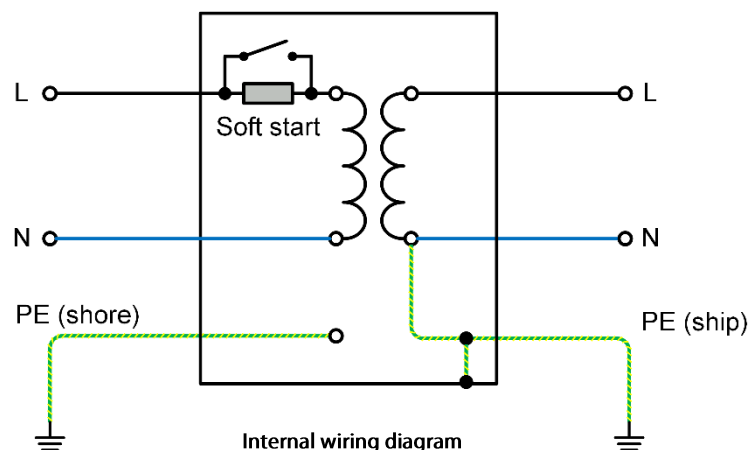 L
L
Soft start
N
N
PE (shore)
PE (ship)
Internal wiring diagram